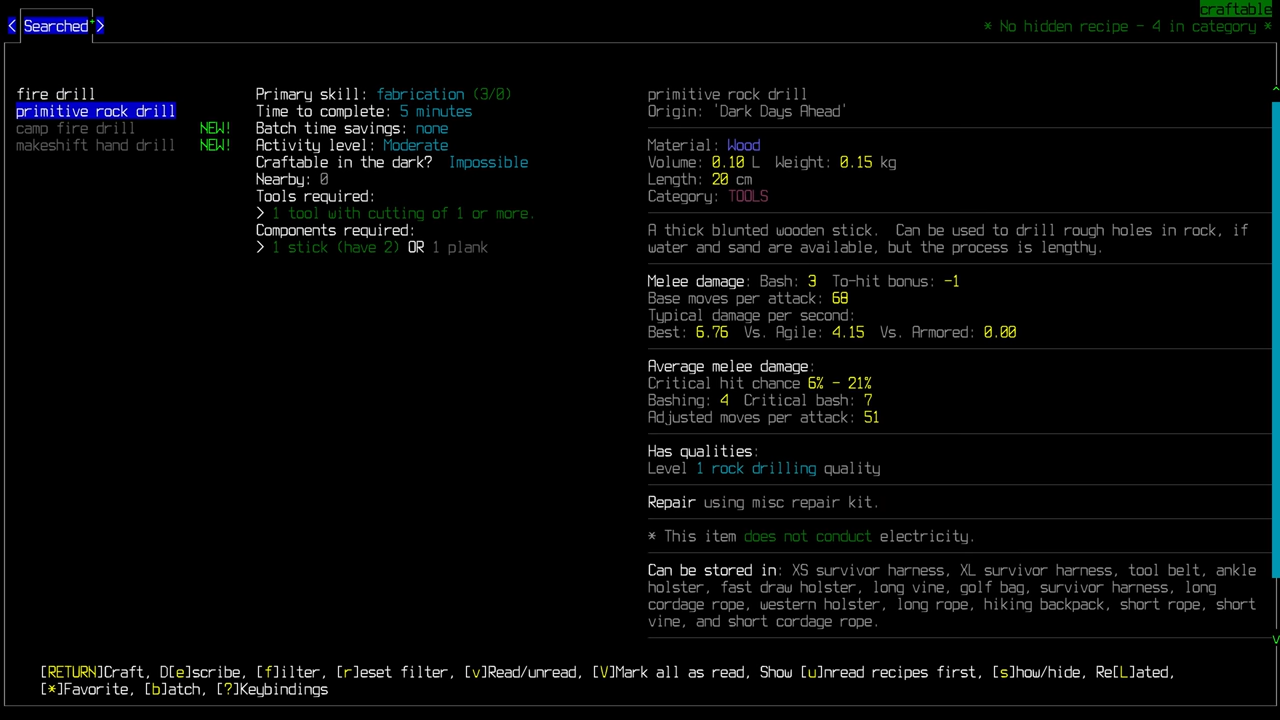 craftable
< Searched+ >
* No hidden recipe - 4 in category *
fire drill
primitive rock drill
camp fire drill NEW!
makeshift hand drill NEW!
Primary skill: fabrication (3/0)
Time to complete: 5 minutes
Batch time savings: none
Activity level: Moderate
Craftable in the dark? Impossible
Nearby: 0
Tools required:
> 1 tool with cutting of 1 or more.
Components required:
> 1 stick (have 2) OR 1 plank
primitive rock drill
Origin: 'Dark Days Ahead'
Material: Wood
Volume: 0.10 L Weight: 0.15 kg
Length: 20 cm
Category: TOOLS
A thick blunted wooden stick. Can be used to drill rough holes in rock, if
water and sand are available, but the process is lengthy.
Melee damage: Bash: 3 To-hit bonus: -1
Base moves per attack: 68
Typical damage per second:
Best: 6.76 Vs. Agile: 4.15 Vs. Armored: 0.00
Average melee damage:
Critical hit chance 6% - 21%
Bashing: 4 Critical bash: 7
Adjusted moves per attack: 51
Has qualities:
Level 1 rock drilling quality
Repair using misc repair kit.
* This item does not conduct electricity.
Can be stored in: XS survivor harness, XL survivor harness, tool belt, ankle
holster, fast draw holster, long vine, golf bag, survivor harness, long
cordage rope, western holster, long rope, hiking backpack, short rope, short
vine, and short cordage rope.
[RETURN]Craft, D[e]scribe, [f]ilter, [r]eset filter, [v]Read/unread, [V]Mark all as read, Show [u]nread recipes first, [s]how/hide, Re[L]ated,
[*]Favorite, [b]atch, [?]Keybindings